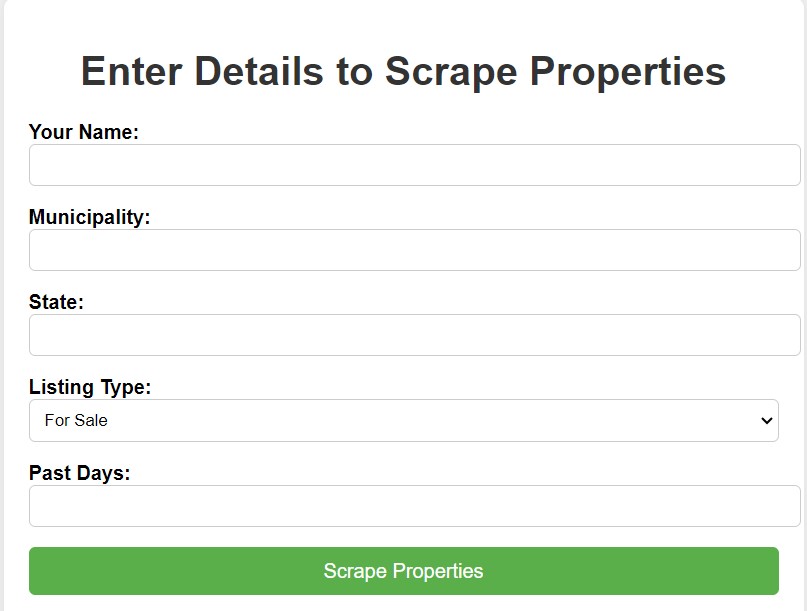 Enter Details to Scrape Properties
Your Name:
Municipality:
State:
Listing Type:
For Sale
Past Days:
Scrape Properties